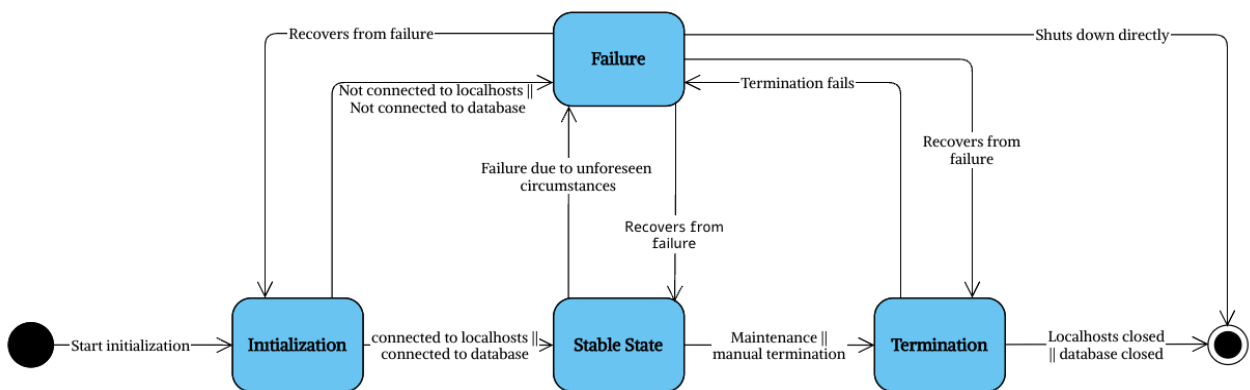 Recovers from failure
Failure
Shuts down directly
Not connected to localhosts ||
Not connected to database
Termination fails
Recovers from
failure
Failure due to unforeseen
circumstances
Recovers from
failure
Start initialization
Initialization
connected to localhosts ||
connected to database
Stable State
Maintenance ||
manual termination
Termination
Localhosts closed
|| database closed